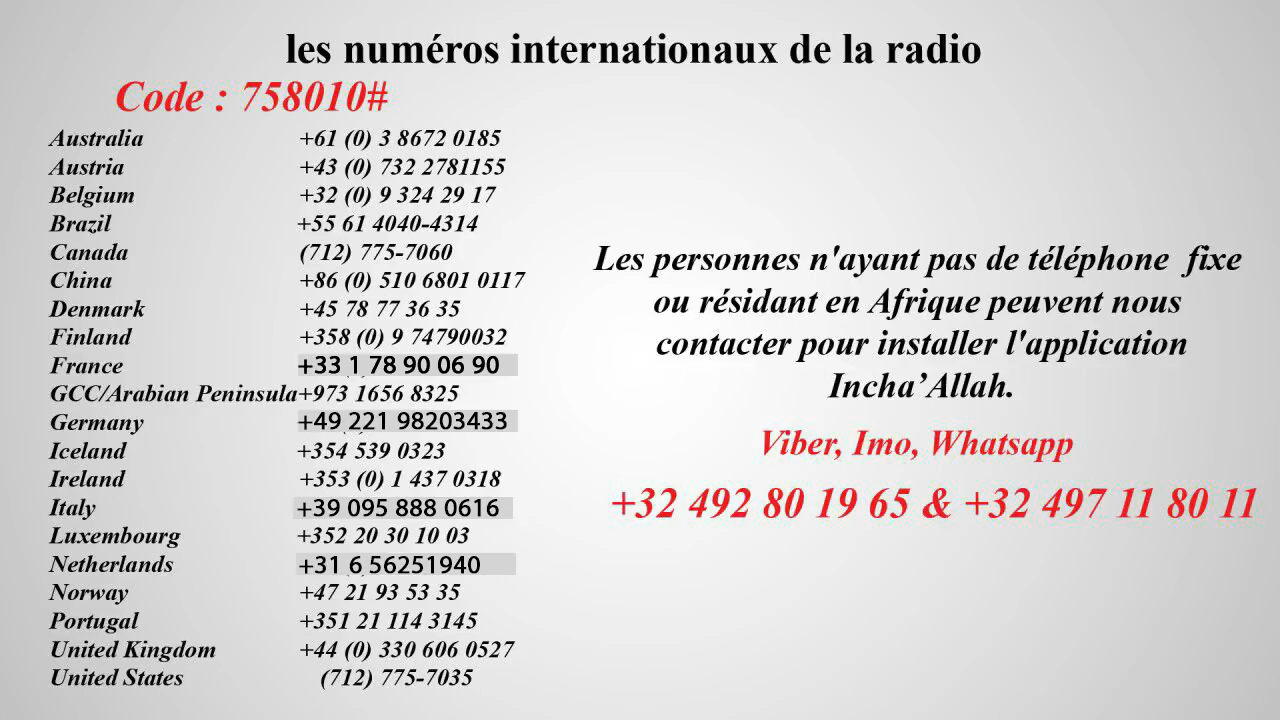 les numéros internationaux de la radio
Code : 758010#
Australia +61 (0) 3 8672 0185
Austria +43 (0) 732 2781155
Belgium +32 (0) 9 324 29 17
Brazil +55 61 4040-4314
Canada (712) 775-7060
China +86 (0) 510 6801 0117
Denmark +45 78 77 36 35
Finland +358 (0) 9 74790032
France +33 1 78 90 06 90
GCC/Arabian Peninsula +973 1656 8325
Germany +49 221 98203433
Iceland +354 539 0323
Ireland +353 (0) 1 437 0318
Italy +39 095 888 0616
Luxembourg +352 20 30 10 03
Netherlands +31 6 56251940
Norway +47 21 93 53 35
Portugal +351 21 114 3145
United Kingdom +44 (0) 330 606 0527
United States (712) 775-7035
Les personnes n'ayant pas de téléphone fixe
ou résidant en Afrique peuvent nous
contacter pour installer l'application
Incha’Allah.
Viber, Imo, Whatsapp
+32 492 80 19 65 & +32 497 11 80 11